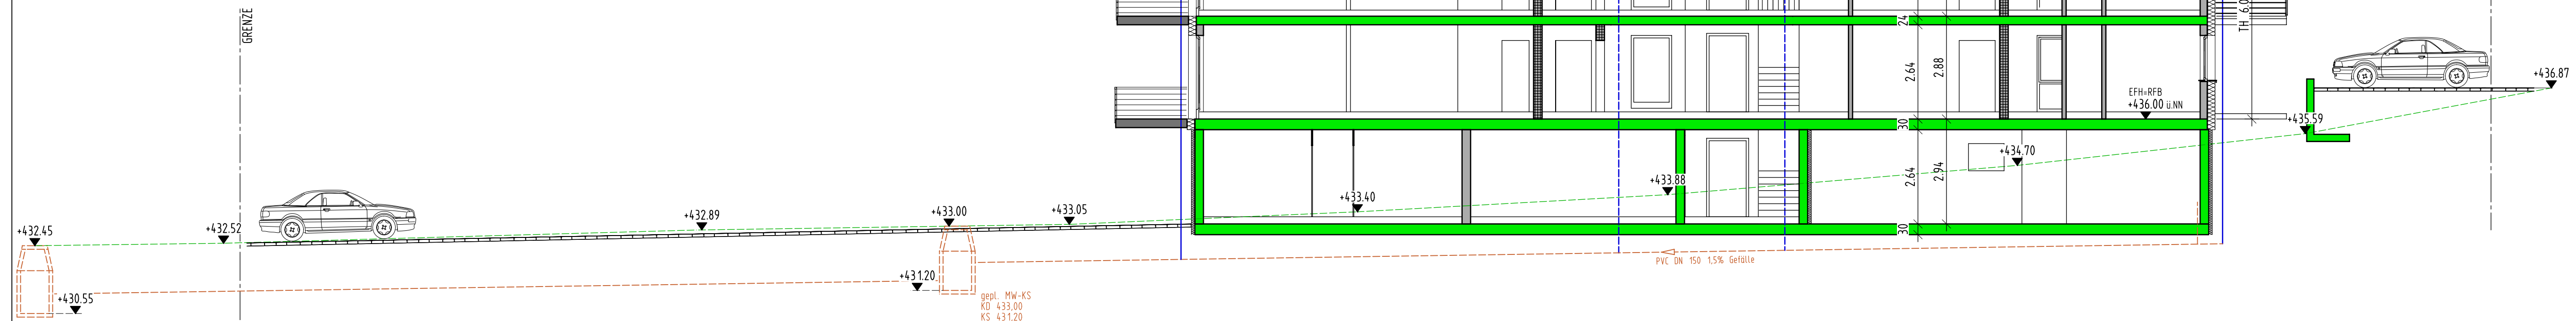 GRENZE
24
TH 6.0
2.64
2.88
+436.87
EFH=RFB
+436.00 ü.NN
30
+435.59
+434.70
2.64
2.94
+433.88
+433.40
+432.45
+432.52
+432.89
+433.00
+433.05
30
PVC DN 150 1,5% Gefälle
+430.55
+431.20
gepl. MW-KS
KD 433,00
KS 431.20